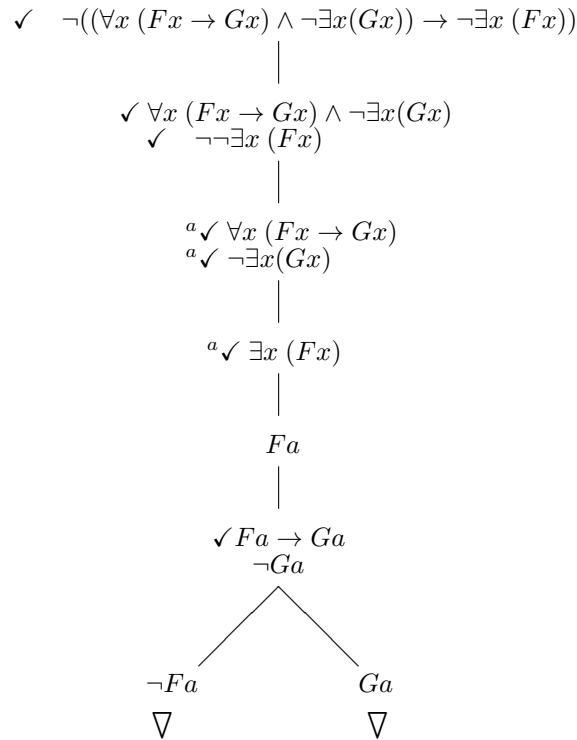 ✓ ¬((∀x (Fx → Gx) ∧ ¬∃x(Gx)) → ¬∃x (Fx))
✓ ∀x (Fx → Gx) ∧ ¬∃x(Gx)
✓ ¬¬∃x (Fx)
a✓ ∀x (Fx → Gx)
a✓ ¬∃x(Gx)
a✓ ∃x (Fx)
Fa
✓Fa → Ga
¬Ga
¬Fa Ga
▽ ▽